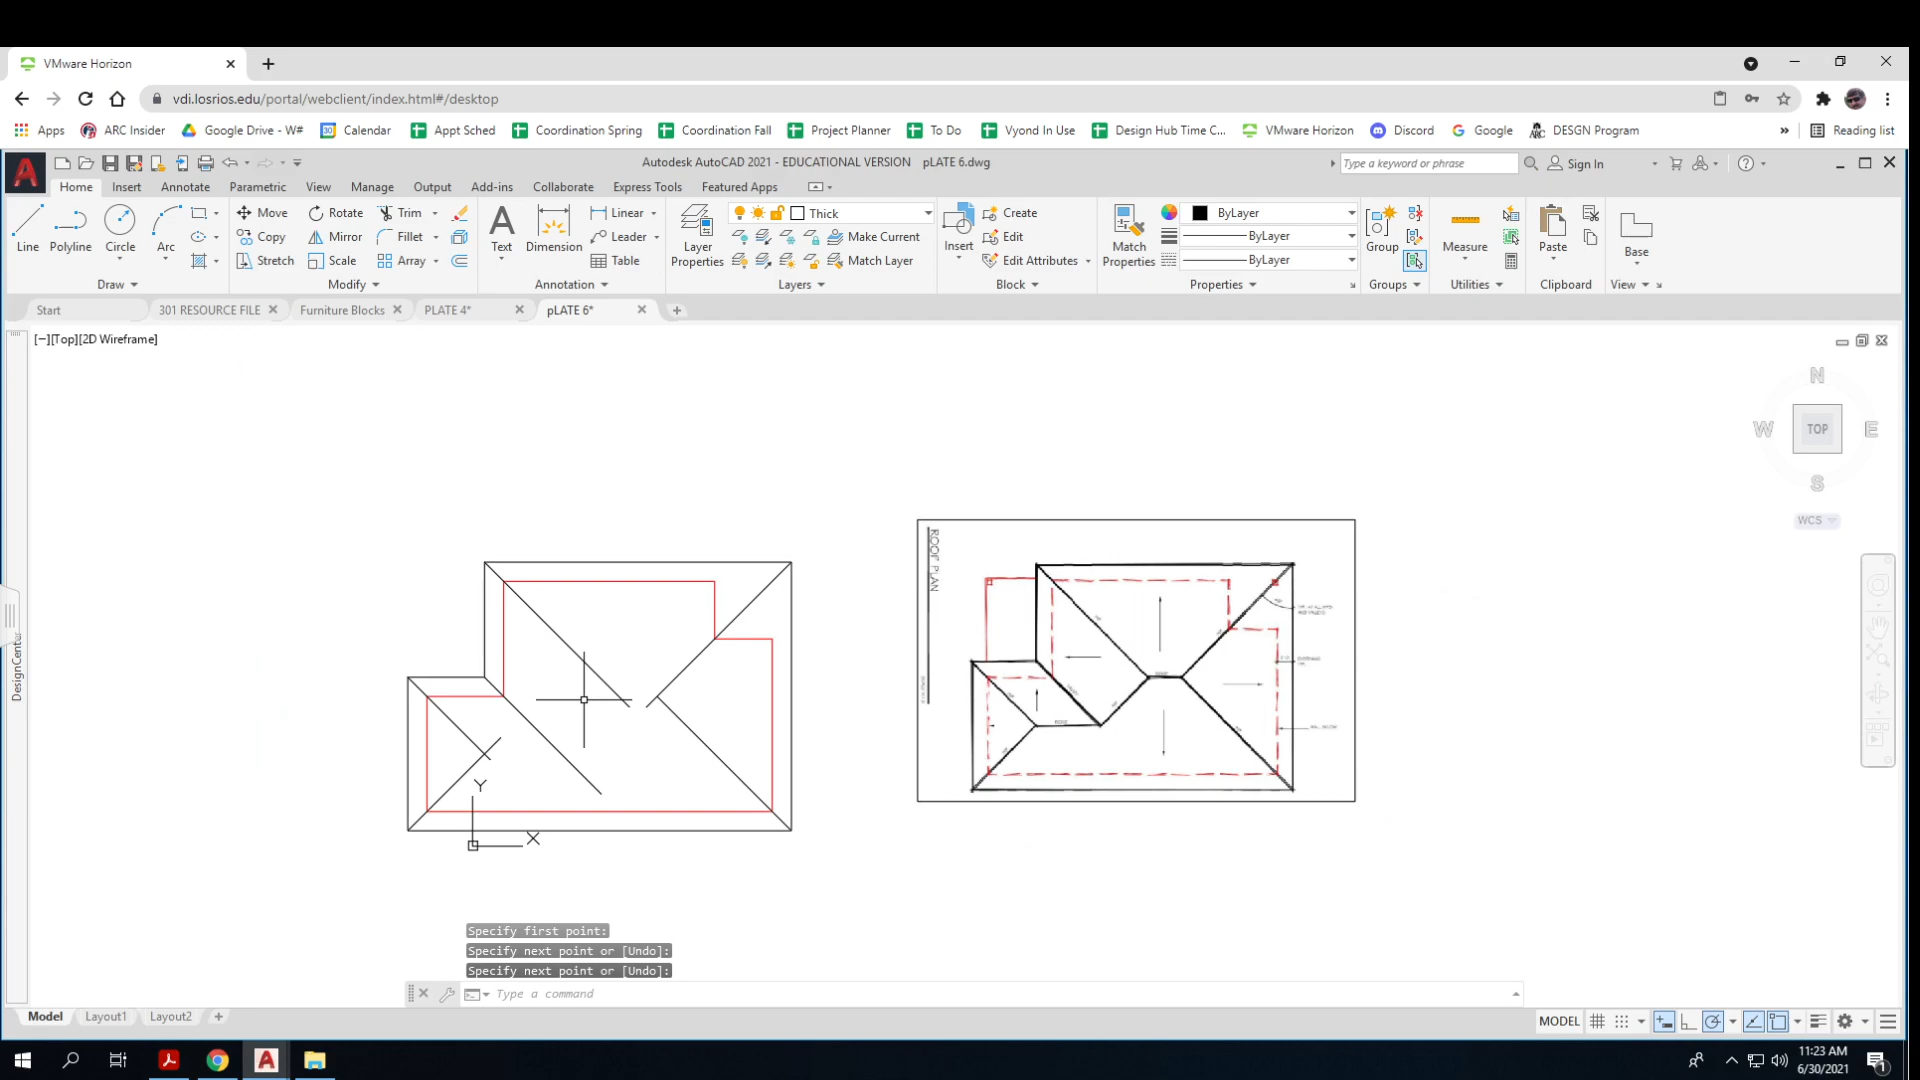 VMware Horizon
vdi.losrios.edu/portal/webclient/index.html#/desktop
Apps ARC Insider Google Drive - W# Calendar Appt Sched Coordination Spring Coordination Fall Project Planner To Do Vyond In Use Design Hub Time C... VMware Horizon Discord Google DESGN Program » Reading list
Autodesk AutoCAD 2021 - EDUCATIONAL VERSION pLATE 6.dwg Type a keyword or phrase Sign In
Home Insert Annotate Parametric View Manage Output Add-ins Collaborate Express Tools Featured Apps
Move Rotate Trim Linear Thick Create ByLayer
Line Polyline Circle Arc Copy Mirror Fillet Text Dimension Leader Layer Properties Make Current Insert Edit Match Properties ByLayer Group Measure Paste Base
Stretch Scale Array Table Match Layer Edit Attributes ByLayer
Draw Modify Annotation Layers Block Properties Groups Utilities Clipboard View
Start 301 RESOURCE FILE Furniture Blocks PLATE 4* pLATE 6*
[−][Top][2D Wireframe]
N
W TOP E
S
WCS
ROOF PLAN
DesignCenter
Y
X
Specify first point:
Specify next point or [Undo]:
Specify next point or [Undo]:
Type a command
Model Layout1 Layout2 +
MODEL
11:23 AM
6/30/2021
1